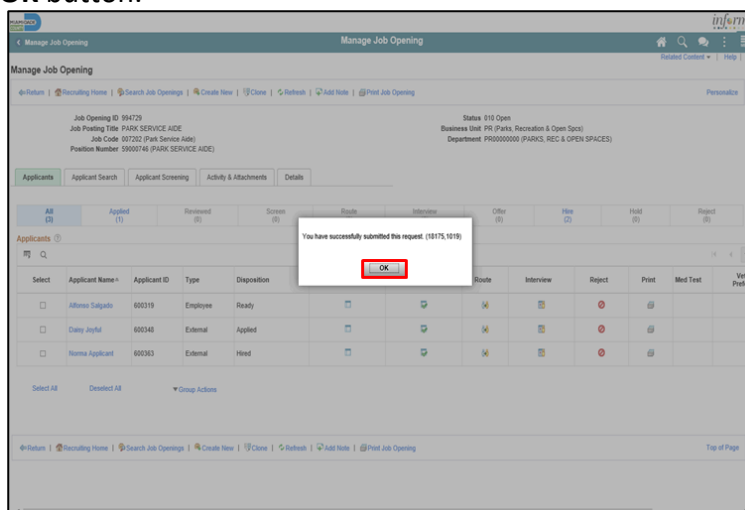 OK button.
MIAMI-DADE
COUNTY
inform
Manage Job Opening
Manage Job Opening
Related Content | Help |
Manage Job Opening
Return | Recruiting Home | Search Job Openings | Create New | Clone | Refresh | Add Note | Print Job Opening
Personalize
Job Opening ID 994729
Status 010 Open
Job Posting Title PARK SERVICE AIDE
Business Unit PR (Parks, Recreation & Open Spcs)
Job Code 007202 (Park Service Aide)
Department PR00000000 (PARKS, REC & OPEN SPACES)
Position Number 59000746 (PARK SERVICE AIDE)
Applicants Applicant Search Applicant Screening Activity & Attachments Details
All Applied Reviewed Screen Route Interview Offer Hire Hold Reject
(3) (1) (0) (0) (0) (2) (0) (0)
You have successfully submitted this request. (18175,1019)
OK
Applicants
Select Applicant Name Applicant ID Type Disposition Route Interview Reject Print Med Test
Alfonso Salgado 600319 Employee Ready
Daley Joyful 600348 External Applied
Norma Applicant 600363 External Hired
Select All Deselect All Group Actions
Return | Recruiting Home | Search Job Openings | Create New | Clone | Refresh | Add Note | Print Job Opening
Top of Page